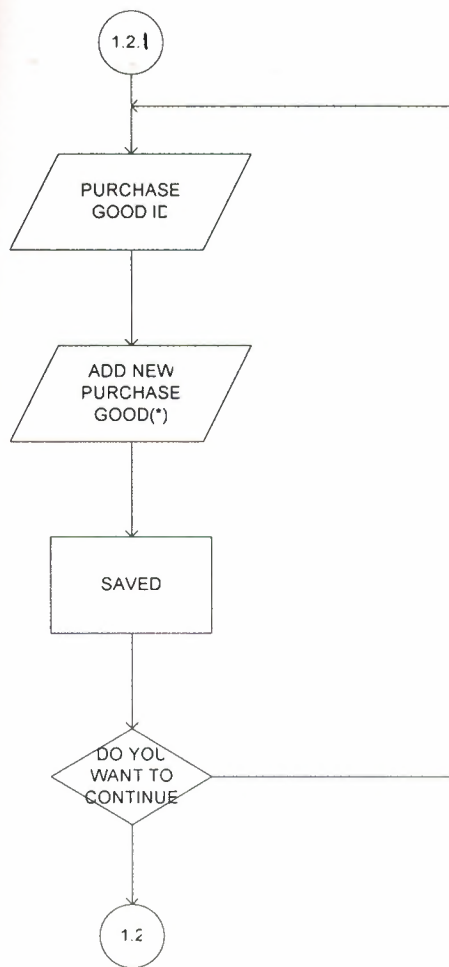 1.2.1
PURCHASE
GOOD ID
ADD NEW
PURCHASE
GOOD(*)
SAVED
DO YOU
WANT TO
CONTINUE
1.2